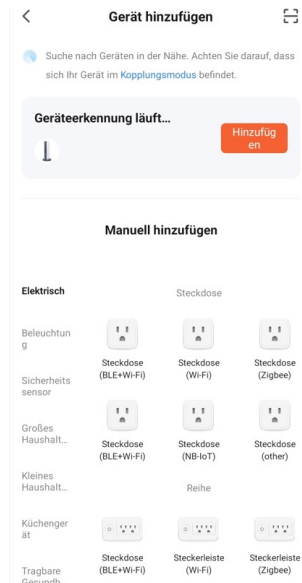 Gerät hinzufügen
Suche nach Geräten in der Nähe. Achten Sie darauf, dass
sich Ihr Gerät im Kopplungsmodus befindet.
Geräteerkennung läuft...
Hinzufüg
en
Manuell hinzufügen
Elektrisch
Beleuchtun
g
Sicherheits
sensor
Großes
Haushalt...
Kleines
Haushalt...
Küchenger
ät
Tragbare
Gesundh
Steckdose
Steckdose
(BLE+Wi-Fi)
Steckdose
(Wi-Fi)
Steckdose
(Zigbee)
Steckdose
(BLE+Wi-Fi)
Steckdose
(NB-IoT)
Steckdose
(other)
Reihe
Steckdose
(BLE+Wi-Fi)
Steckerleiste
(Wi-Fi)
Steckerleiste
(Zigbee)